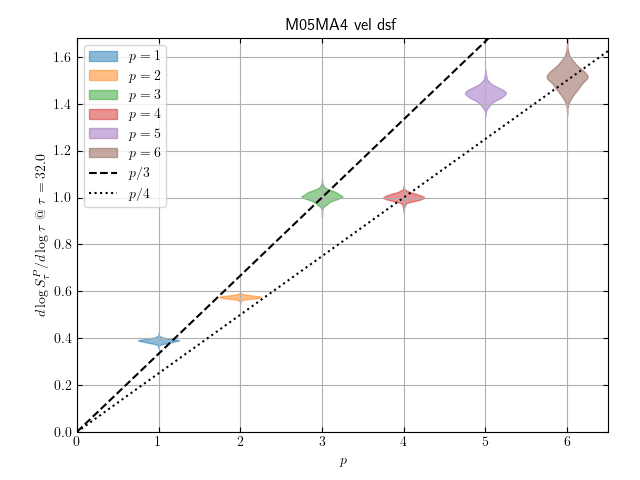 M05MA4 vel dsf
d log S_τ^P / d log τ @ τ = 32.0
1.6
1.4
1.2
1.0
0.8
0.6
0.4
0.2
0.0
p = 1
p = 2
p = 3
p = 4
p = 5
p = 6
p/3
p/4
0 1 2 3 4 5 6
p